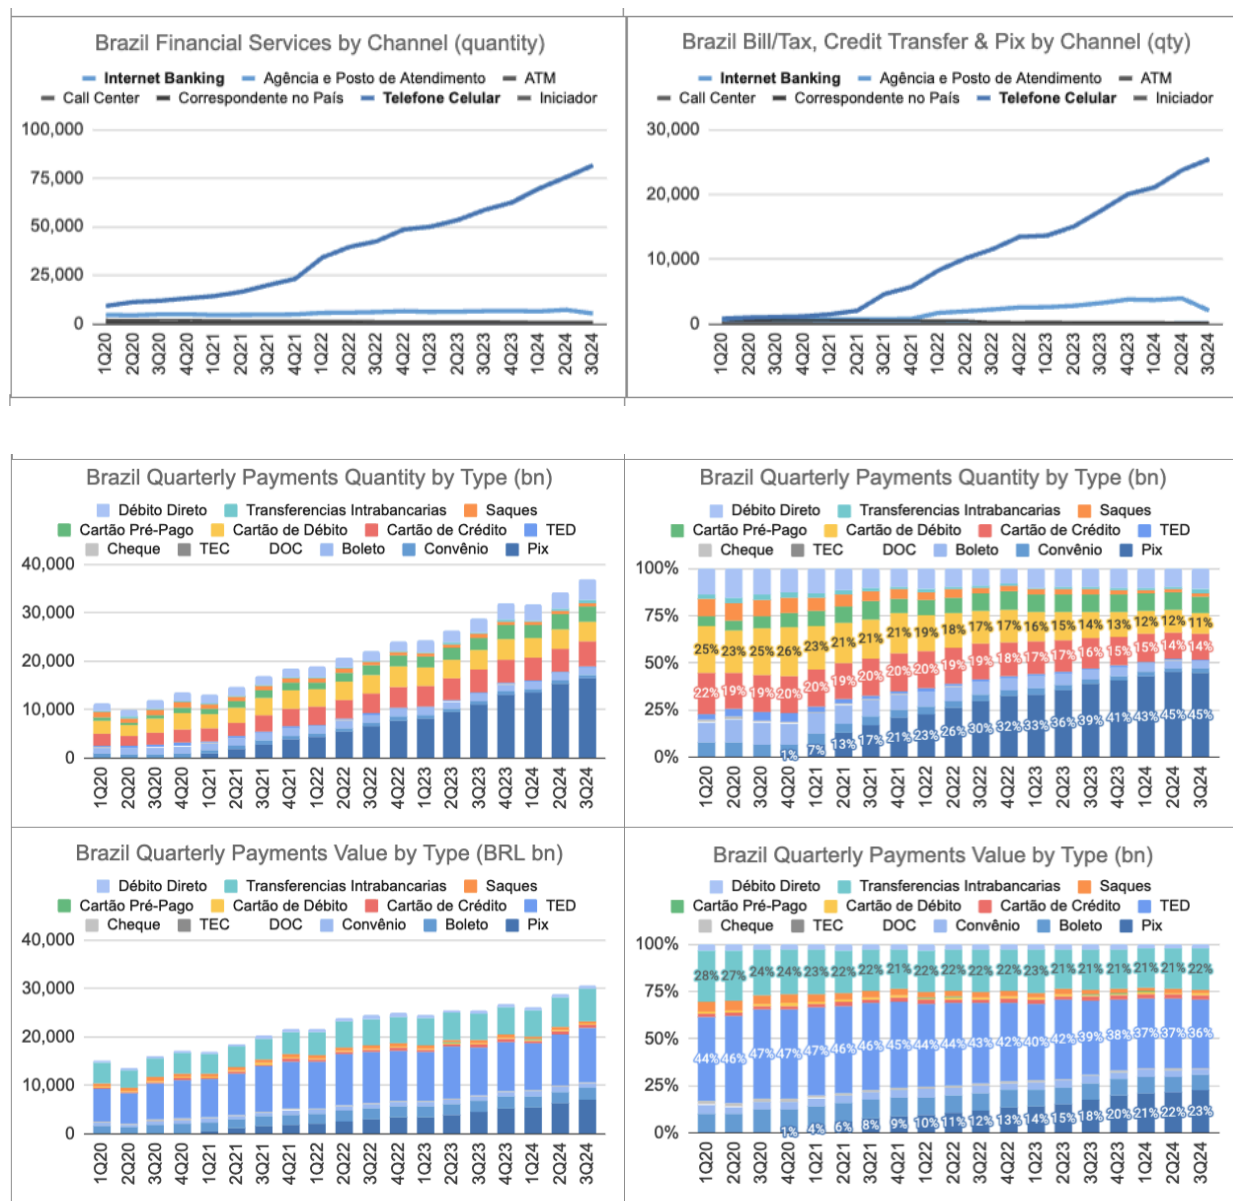 Brazil Financial Services by Channel (quantity)
Internet Banking Agência e Posto de Atendimento ATM
Call Center Correspondente no País Telefone Celular Iniciador
100,000
75,000
50,000
25,000
0
1Q20 2Q20 3Q20 4Q20 1Q21 2Q21 3Q21 4Q21 1Q22 2Q22 3Q22 4Q22 1Q23 2Q23 3Q23 4Q23 1Q24 2Q24 3Q24
Brazil Bill/Tax, Credit Transfer & Pix by Channel (qty)
Internet Banking Agência e Posto de Atendimento ATM
Call Center Correspondente no País Telefone Celular Iniciador
30,000
20,000
10,000
0
1Q20 2Q20 3Q20 4Q20 1Q21 2Q21 3Q21 4Q21 1Q22 2Q22 3Q22 4Q22 1Q23 2Q23 3Q23 4Q23 1Q24 2Q24 3Q24
Brazil Quarterly Payments Quantity by Type (bn)
Débito Direto Transferencias Intrabancarias Saques
Cartão Pré-Pago Cartão de Débito Cartão de Crédito TED
Cheque TEC DOC Boleto Convênio Pix
40,000
30,000
20,000
10,000
0
1Q20 2Q20 3Q20 4Q20 1Q21 2Q21 3Q21 4Q21 1Q22 2Q22 3Q22 4Q22 1Q23 2Q23 3Q23 4Q23 1Q24 2Q24 3Q24
Brazil Quarterly Payments Quantity by Type (bn)
Débito Direto Transferencias Intrabancarias Saques
Cartão Pré-Pago Cartão de Débito Cartão de Crédito TED
Cheque TEC DOC Boleto Convênio Pix
100%
75%
50%
25%
0%
25% 23% 25% 26% 23% 21% 21% 21% 19% 18% 17% 17% 16% 15% 14% 13% 12% 12% 11%
22% 19% 19% 20% 20% 19% 20% 20% 20% 19% 19% 18% 17% 17% 16% 15% 15% 14% 14%
1% 7% 13% 17% 21% 23% 26% 30% 32% 33% 36% 39% 41% 43% 45% 45%
1Q20 2Q20 3Q20 4Q20 1Q21 2Q21 3Q21 4Q21 1Q22 2Q22 3Q22 4Q22 1Q23 2Q23 3Q23 4Q23 1Q24 2Q24 3Q24
Brazil Quarterly Payments Value by Type (BRL bn)
Débito Direto Transferencias Intrabancarias Saques
Cartão Pré-Pago Cartão de Débito Cartão de Crédito TED
Cheque TEC DOC Convênio Boleto Pix
40,000
30,000
20,000
10,000
0
1Q20 2Q20 3Q20 4Q20 1Q21 2Q21 3Q21 4Q21 1Q22 2Q22 3Q22 4Q22 1Q23 2Q23 3Q23 4Q23 1Q24 2Q24 3Q24
Brazil Quarterly Payments Value by Type (bn)
Débito Direto Transferencias Intrabancarias Saques
Cartão Pré-Pago Cartão de Débito Cartão de Crédito TED
Cheque TEC DOC Convênio Boleto Pix
100%
75%
50%
25%
0%
28% 27% 24% 24% 23% 22% 22% 21% 22% 22% 22% 22% 23% 21% 21% 21% 21% 21% 22%
44% 46% 47% 47% 47% 46% 46% 45% 44% 44% 43% 42% 40% 42% 39% 38% 37% 37% 36%
1% 4% 6% 8% 9% 10% 11% 12% 13% 14% 15% 18% 20% 21% 22% 23%
1Q20 2Q20 3Q20 4Q20 1Q21 2Q21 3Q21 4Q21 1Q22 2Q22 3Q22 4Q22 1Q23 2Q23 3Q23 4Q23 1Q24 2Q24 3Q24